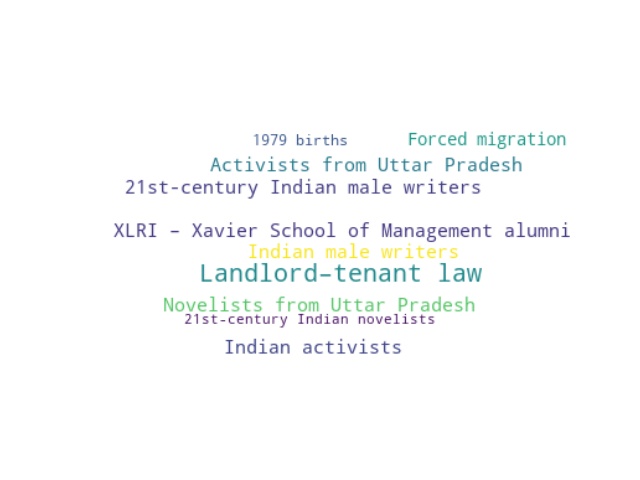 1979 births
Forced migration
Activists from Uttar Pradesh
21st-century Indian male writers
XLRI – Xavier School of Management alumni
Indian male writers
Landlord–tenant law
Novelists from Uttar Pradesh
21st-century Indian novelists
Indian activists